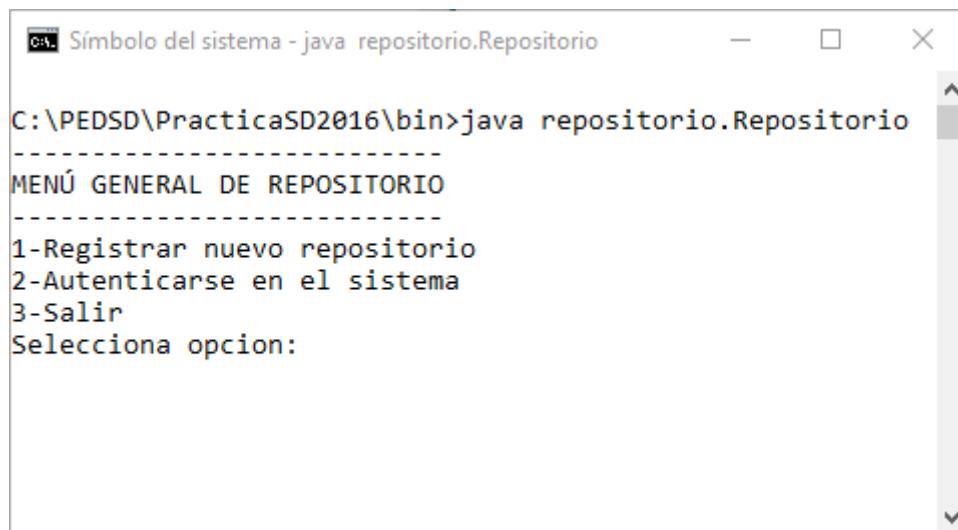 Símbolo del sistema - java repositorio.Repositorio
C:\PEDSD\PracticaSD2016\bin>java repositorio.Repositorio
---------------------------
MENÚ GENERAL DE REPOSITORIO
---------------------------
1-Registrar nuevo repositorio
2-Autenticarse en el sistema
3-Salir
Selecciona opcion: